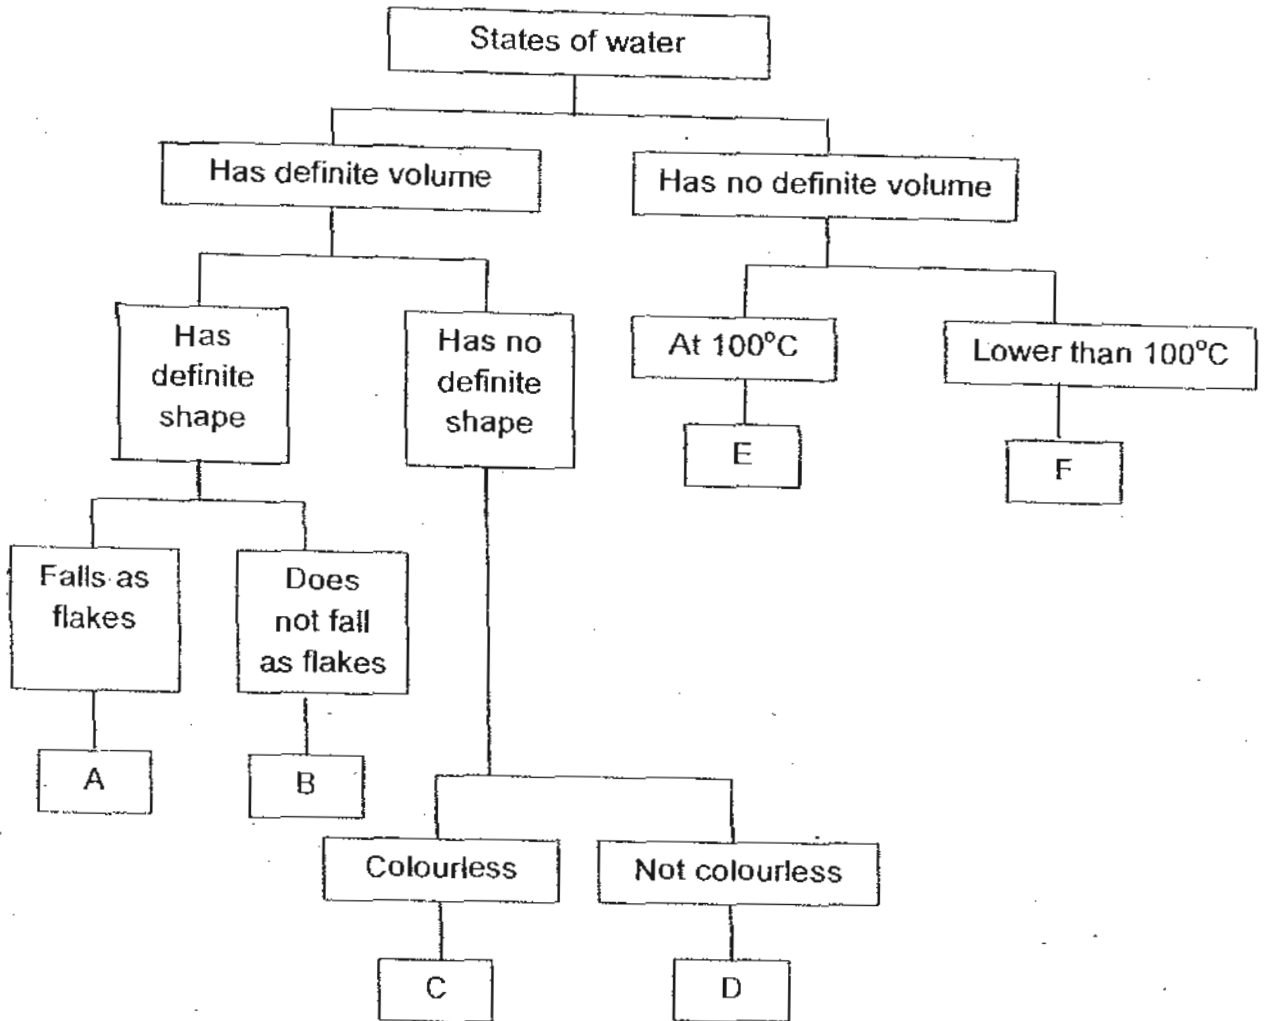 States of water
Has definite volume
Has no definite volume
Has
definite
shape
Has no
definite
shape
At 100°C
Lower than 100°C
E
F
Falls as
flakes
Does
not fall
as flakes
A
B
Colourless
Not colourless
C
D